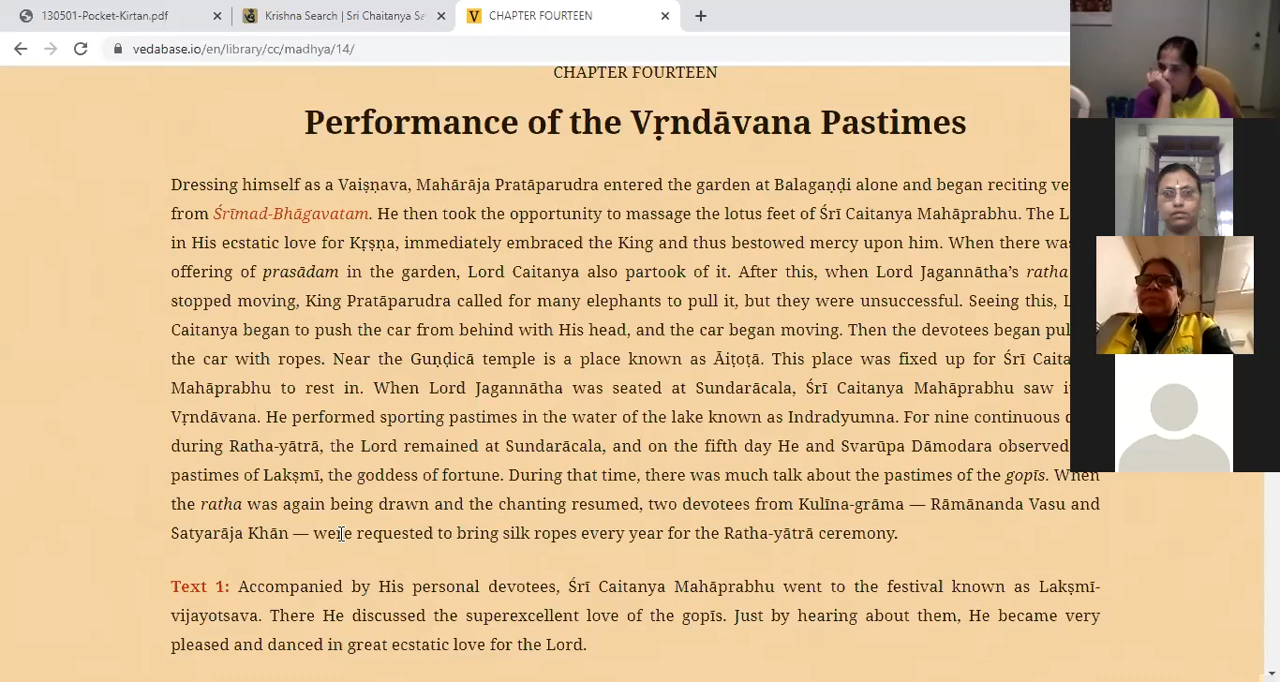 130501-Pocket-Kirtan.pdf
Krishna Search | Sri Chaitanya Sa
CHAPTER FOURTEEN
vedabase.io/en/library/cc/madhya/14/
CHAPTER FOURTEEN
Performance of the Vṛndāvana Pastimes
Dressing himself as a Vaiṣṇava, Mahārāja Pratāparudra entered the garden at Balagaṇḍi alone and began reciting
from Śrīmad-Bhāgavatam. He then took the opportunity to massage the lotus feet of Śrī Caitanya Mahāprabhu. The
in His ecstatic love for Kṛṣṇa, immediately embraced the King and thus bestowed mercy upon him. When there
offering of prasādam in the garden, Lord Caitanya also partook of it. After this, when Lord Jagannātha’s ratha
stopped moving, King Pratāparudra called for many elephants to pull it, but they were unsuccessful. Seeing this,
Caitanya began to push the car from behind with His head, and the car began moving. Then the devotees began
the car with ropes. Near the Guṇḍicā temple is a place known as Āiṭoṭā. This place was fixed up for Śrī
Mahāprabhu to rest in. When Lord Jagannātha was seated at Sundarācala, Śrī Caitanya Mahāprabhu saw
Vṛndāvana. He performed sporting pastimes in the water of the lake known as Indradyumna. For nine continuous
during Ratha-yātrā, the Lord remained at Sundarācala, and on the fifth day He and Svarūpa Dāmodara observed
pastimes of Lakṣmī, the goddess of fortune. During that time, there was much talk about the pastimes of the gopīs. When
the ratha was again being drawn and the chanting resumed, two devotees from Kulīna-grāma — Rāmānanda Vasu and
Satyarāja Khān — were requested to bring silk ropes every year for the Ratha-yātrā ceremony.
Text 1: Accompanied by His personal devotees, Śrī Caitanya Mahāprabhu went to the festival known as Lakṣmī-
vijayotsava. There He discussed the superexcellent love of the gopīs. Just by hearing about them, He became very
pleased and danced in great ecstatic love for the Lord.